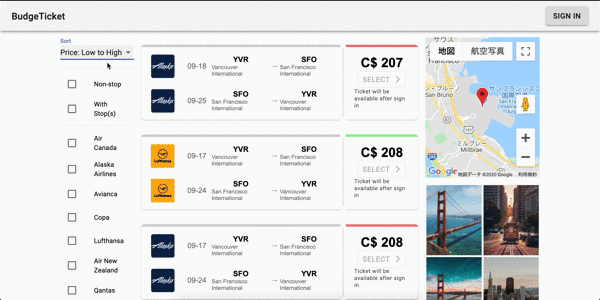 BudgeTicket
SIGN IN
Sort
Price: Low to High
Non-stop
With
Stop(s)
Air
Canada
Alaska
Airlines
Avianca
Copa
Lufthansa
Air New
Zealand
Qantas
Alaska
09-18
YVR
Vancouver
International
→
SFO
San Francisco
International
Alaska
09-25
SFO
San Francisco
International
→
YVR
Vancouver
International
C$ 207
SELECT >
Ticket will be
available after sign
in
Lufthansa
09-17
YVR
Vancouver
International
→
SFO
San Francisco
International
Lufthansa
09-24
SFO
San Francisco
International
→
YVR
Vancouver
International
C$ 208
SELECT >
Ticket will be
available after sign
in
Alaska
09-17
YVR
Vancouver
International
→
SFO
San Francisco
International
Alaska
09-24
SFO
San Francisco
International
→
YVR
Vancouver
International
C$ 208
SELECT >
Ticket will be
available after sign
in
地図
航空写真
サウス
サン・ブルーノ
San Bruno
サンフランシスコ
国際空港
ミルブレー
Millbrae
+
−
Google
地図データ ©2020 Google
利用規約